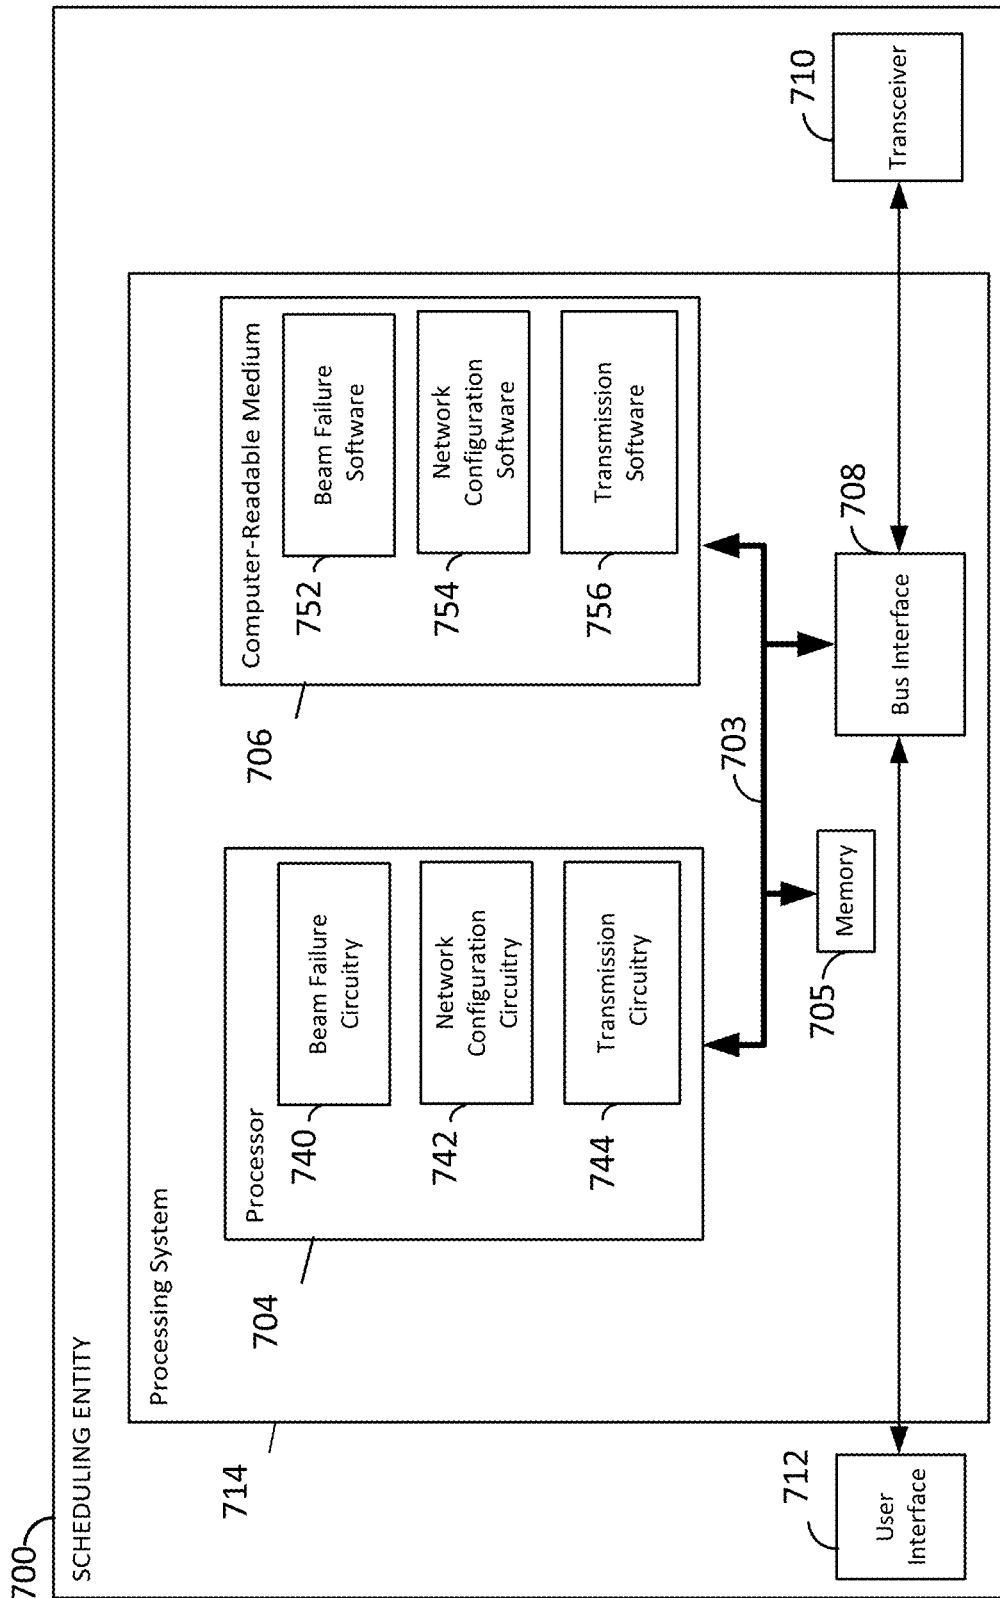 700
SCHEDULING ENTITY
714
Processing System
704
Processor
740
Beam Failure
Circuitry
742
Network
Configuration
Circuitry
744
Transmission
Circuitry
706
Computer-Readable Medium
752
Beam Failure
Software
754
Network
Configuration
Software
756
Transmission
Software
703
705
Memory
708
Bus Interface
712
User
Interface
710
Transceiver